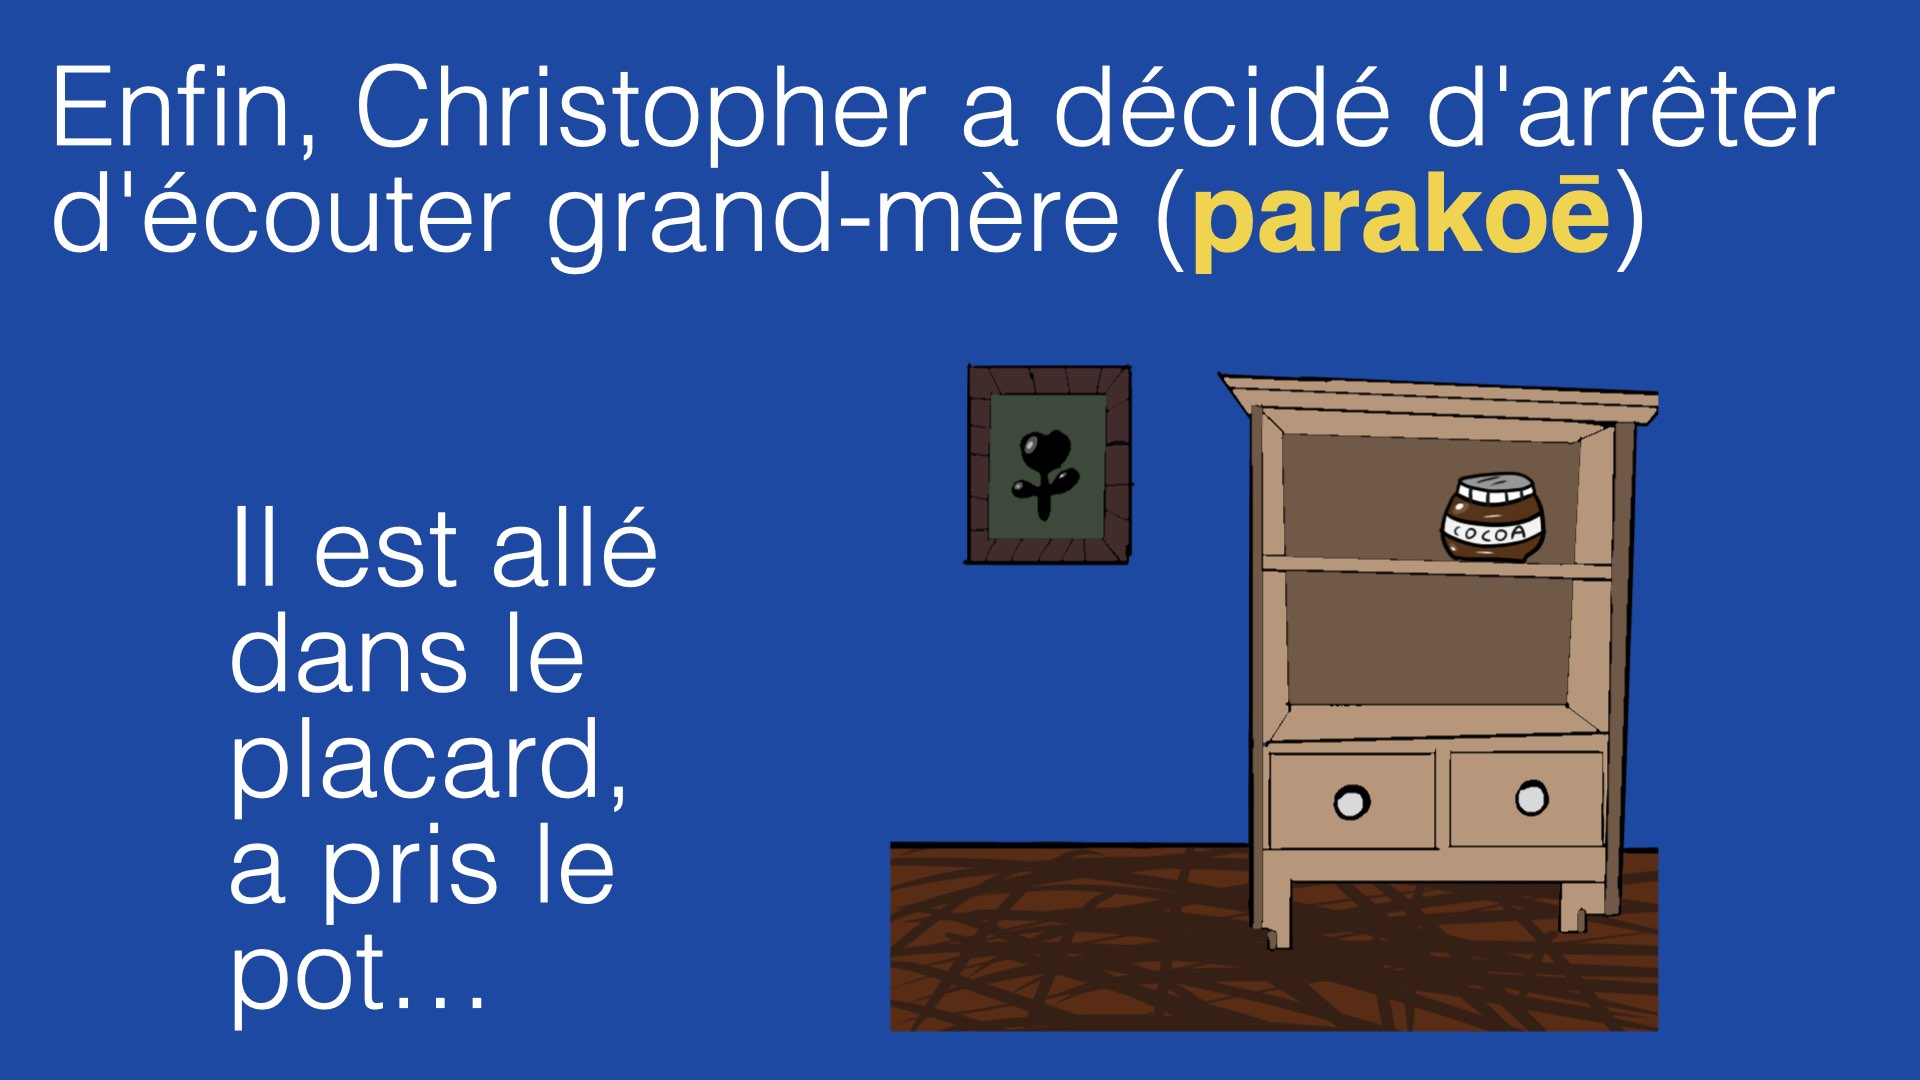 Enfin, Christopher a décidé d'arrêter
d'écouter grand-mère (parakoē)
Il est allé
dans le
placard,
a pris le
pot…
COCOA